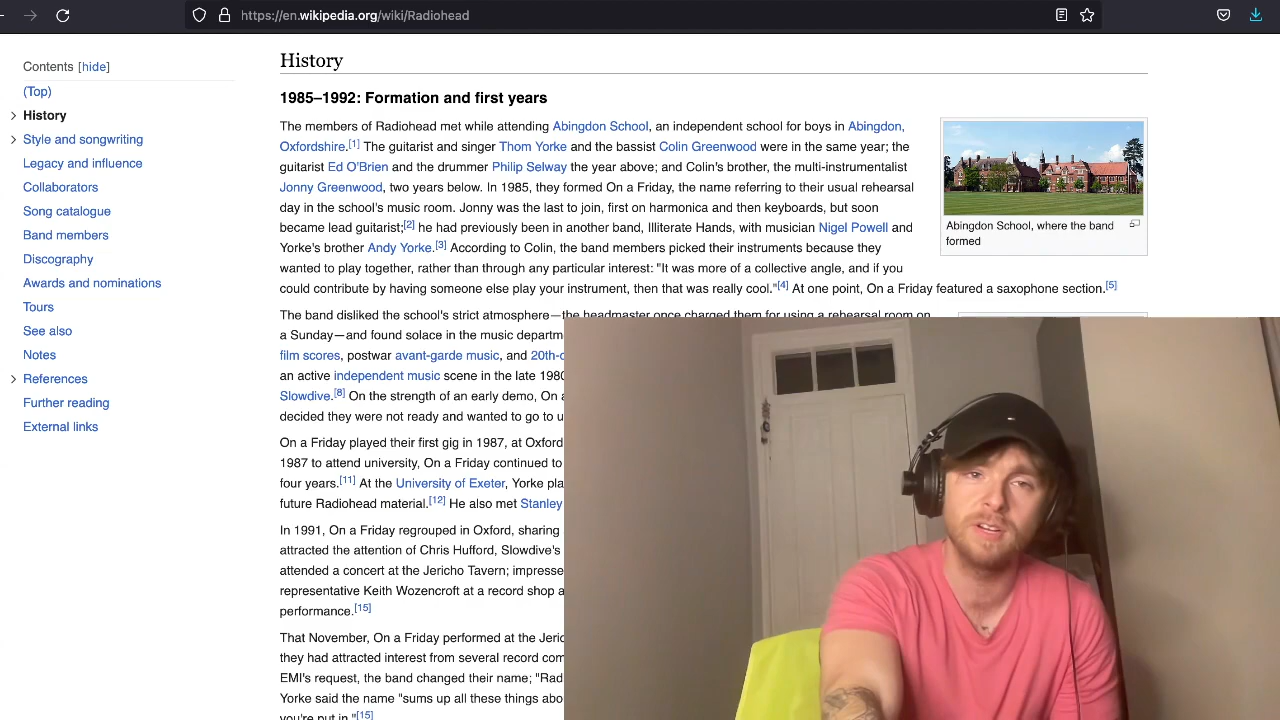 https://en.wikipedia.org/wiki/Radiohead
Contents [hide]
(Top)
History
Style and songwriting
Legacy and influence
Collaborators
Song catalogue
Band members
Discography
Awards and nominations
Tours
See also
Notes
References
Further reading
External links
History
1985–1992: Formation and first years
The members of Radiohead met while attending Abingdon School, an independent school for boys in Abingdon,
Oxfordshire.[1] The guitarist and singer Thom Yorke and the bassist Colin Greenwood were in the same year; the
guitarist Ed O'Brien and the drummer Philip Selway the year above; and Colin's brother, the multi-instrumentalist
Jonny Greenwood, two years below. In 1985, they formed On a Friday, the name referring to their usual rehearsal
day in the school's music room. Jonny was the last to join, first on harmonica and then keyboards, but soon
became lead guitarist;[2] he had previously been in another band, Illiterate Hands, with musician Nigel Powell and
Yorke's brother Andy Yorke.[3] According to Colin, the band members picked their instruments because they
wanted to play together, rather than through any particular interest: "It was more of a collective angle, and if you
could contribute by having someone else play your instrument, then that was really cool."[4] At one point, On a Friday featured a saxophone section.[5]
Abingdon School, where the band
formed
The band disliked the school's strict atmosphere—the headmaster once charged them for using a rehearsal room on
a Sunday—and found solace in the music departm
film scores, postwar avant-garde music, and 20th-c
an active independent music scene in the late 1980
Slowdive.[8] On the strength of an early demo, On a
decided they were not ready and wanted to go to u
On a Friday played their first gig in 1987, at Oxford
1987 to attend university, On a Friday continued to
four years.[11] At the University of Exeter, Yorke pla
future Radiohead material.[12] He also met Stanley
In 1991, On a Friday regrouped in Oxford, sharing
attracted the attention of Chris Hufford, Slowdive's
attended a concert at the Jericho Tavern; impresse
representative Keith Wozencroft at a record shop a
performance.[15]
That November, On a Friday performed at the Jeric
they had attracted interest from several record com
EMI's request, the band changed their name; "Rad
Yorke said the name "sums up all these things abo
you're put in."[15]